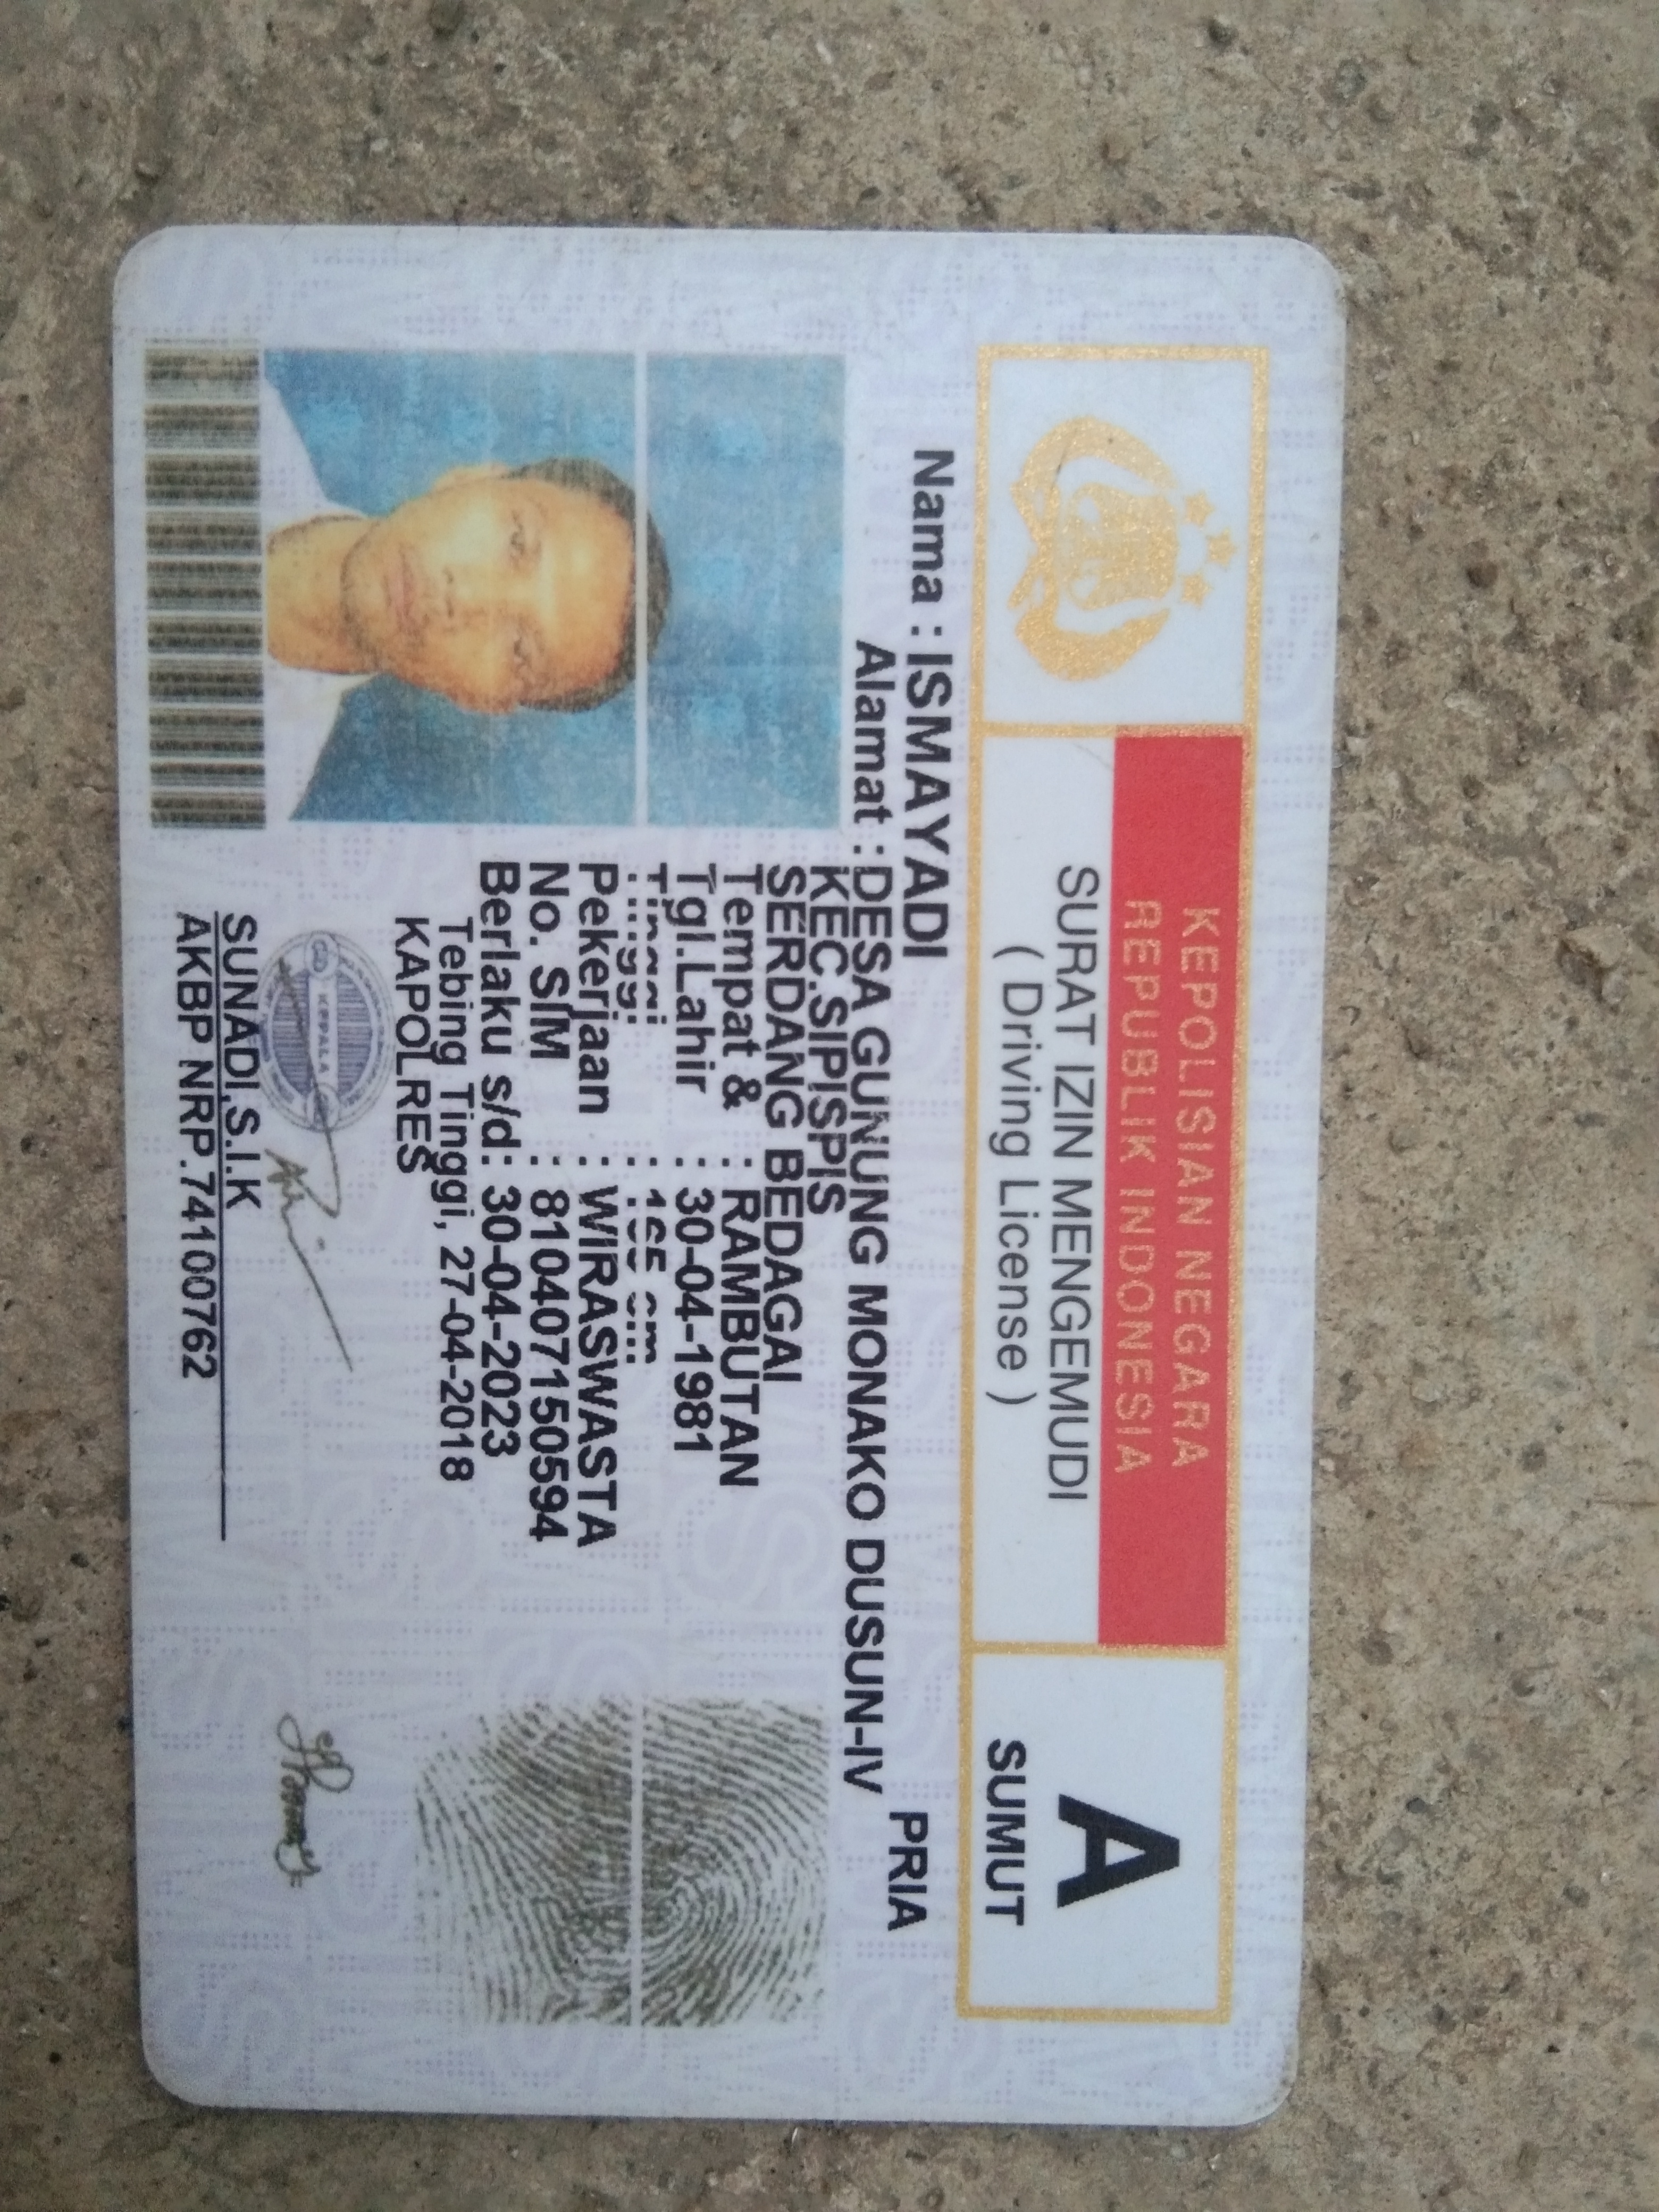 KEPOLISIAN NEGARA
REPUBLIK INDONESIA
SURAT IZIN MENGEMUDI
( Driving License )
A
SUMUT
Nama : ISMAYADI
PRIA
Alamat : DESA GUNUNG MONAKO DUSUN-IV
KEC.SIPISPIS
SERDANG BEDAGAI
Tempat & : RAMBUTAN
Tgl.Lahir : 30-04-1981
Tinggi : cm
Pekerjaan : WIRASWASTA
No. SIM : 810407150594
Berlaku s/d: 30-04-2023
Tebing Tinggi, 27-04-2018
KAPOLRES
KEPALA
SUNADI,S.I.K
AKBP NRP.74100762